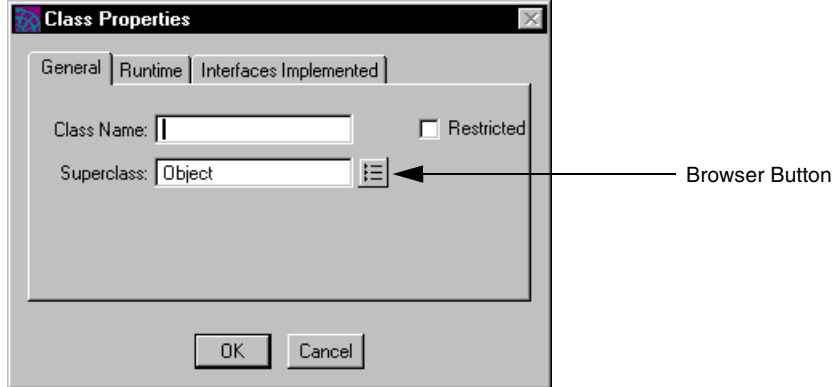 Class Properties
General Runtime Interfaces Implemented
Class Name: Restricted
Superclass: Object
Browser Button
OK Cancel